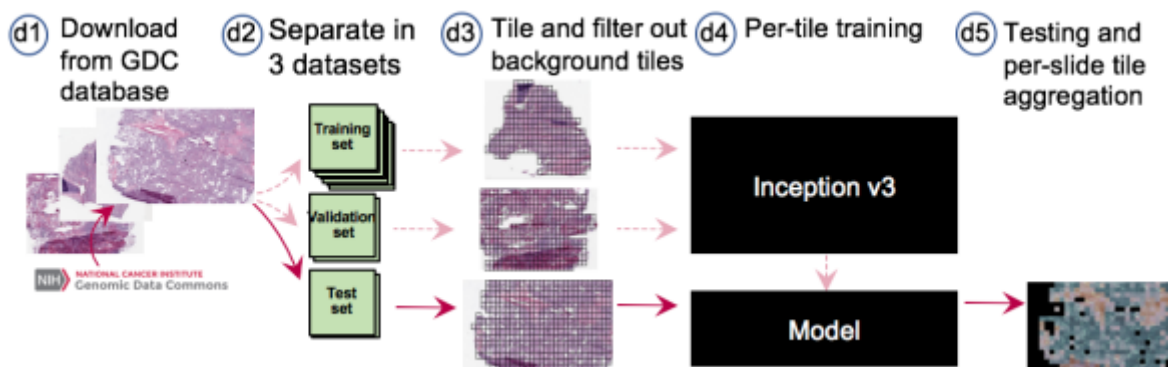 d1 Download
from GDC
database
d2 Separate in
3 datasets
d3 Tile and filter out
background tiles
d4 Per-tile training
d5 Testing and
per-slide tile
aggregation
Training
set
Validation
set
Test
set
Inception v3
Model
NIH NATIONAL CANCER INSTITUTE
Genomic Data Commons